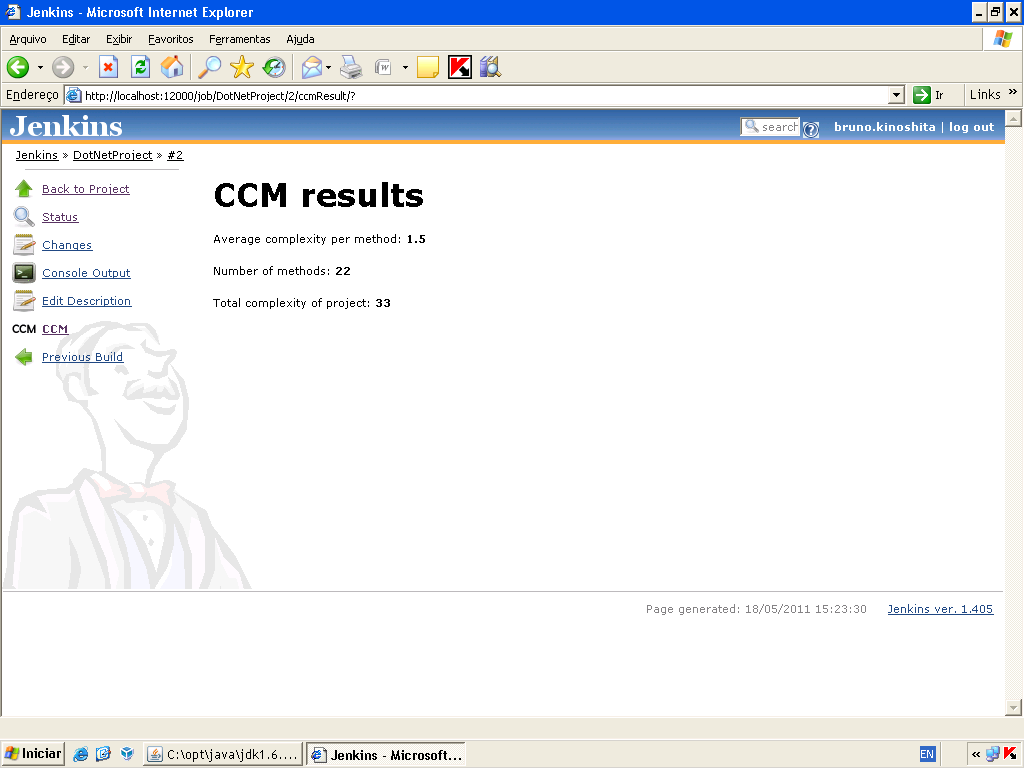 Jenkins - Microsoft Internet Explorer
Arquivo Editar Exibir Favoritos Ferramentas Ajuda
Endereço http://localhost:12000/job/DotNetProject/2/ccmResult/? Ir Links »
Jenkins search ? bruno.kinoshita | log out
Jenkins » DotNetProject » #2
Back to Project
Status
Changes
Console Output
Edit Description
CCM CCM
Previous Build
CCM results
Average complexity per method: 1.5
Number of methods: 22
Total complexity of project: 33
Page generated: 18/05/2011 15:23:30 Jenkins ver. 1.405
Iniciar C:\opt\java\jdk1.6.... Jenkins - Microsoft... EN «